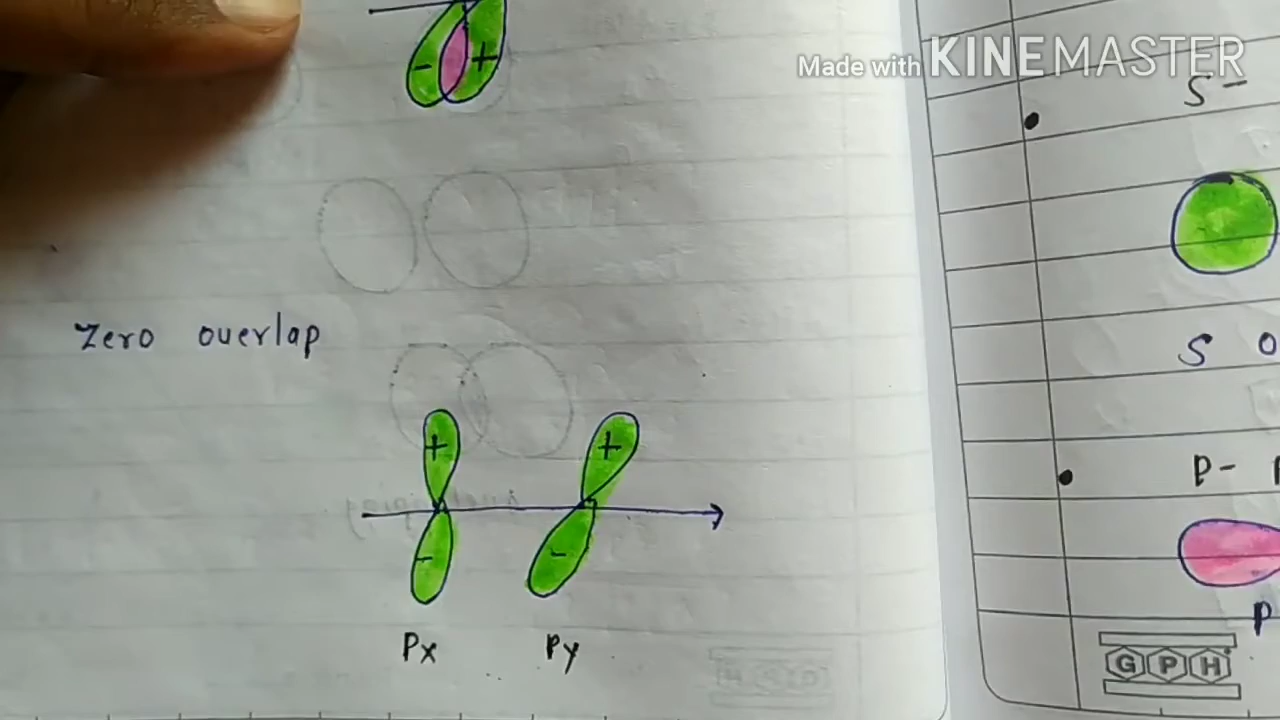 Made with KINEMASTER
- +
S-
Zero overlap
S O
+ +
P-
- -
P
Px Py
GPH